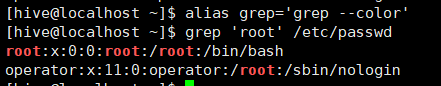 [hive@localhost ~]$ alias grep='grep --color'
[hive@localhost ~]$ grep 'root' /etc/passwd
root:x:0:0:root:/root:/bin/bash
operator:x:11:0:operator:/root:/sbin/nologin